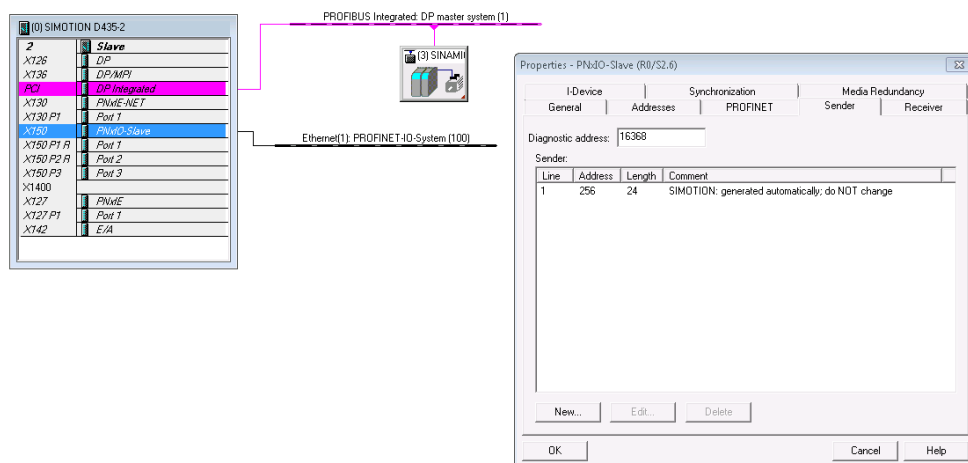 PROFIBUS Integrated: DP master system (1)
(0) SIMOTION D435-2
2 Slave
X126 DP
X136 DP/MPI
PCI DP Integrated
X130 PNxIE-NET
X130 P1 Port 1
X150 PNxIO-Slave
X150 P1 R Port 1
X150 P2 R Port 2
X150 P3 Port 3
X1400
X127 PNxIE
X127 P1 Port 1
X142 E/A
(3) SINAMI
Ethernet(1): PROFINET-IO-System (100)
Properties - PNxIO-Slave (R0/S2.6)
I-Device Synchronization Media Redundancy
General Addresses PROFINET Sender Receiver
Diagnostic address: 16368
Sender:
Line Address Length Comment
1 256 24 SIMOTION: generated automatically; do NOT change
New... Edit... Delete
OK Cancel Help